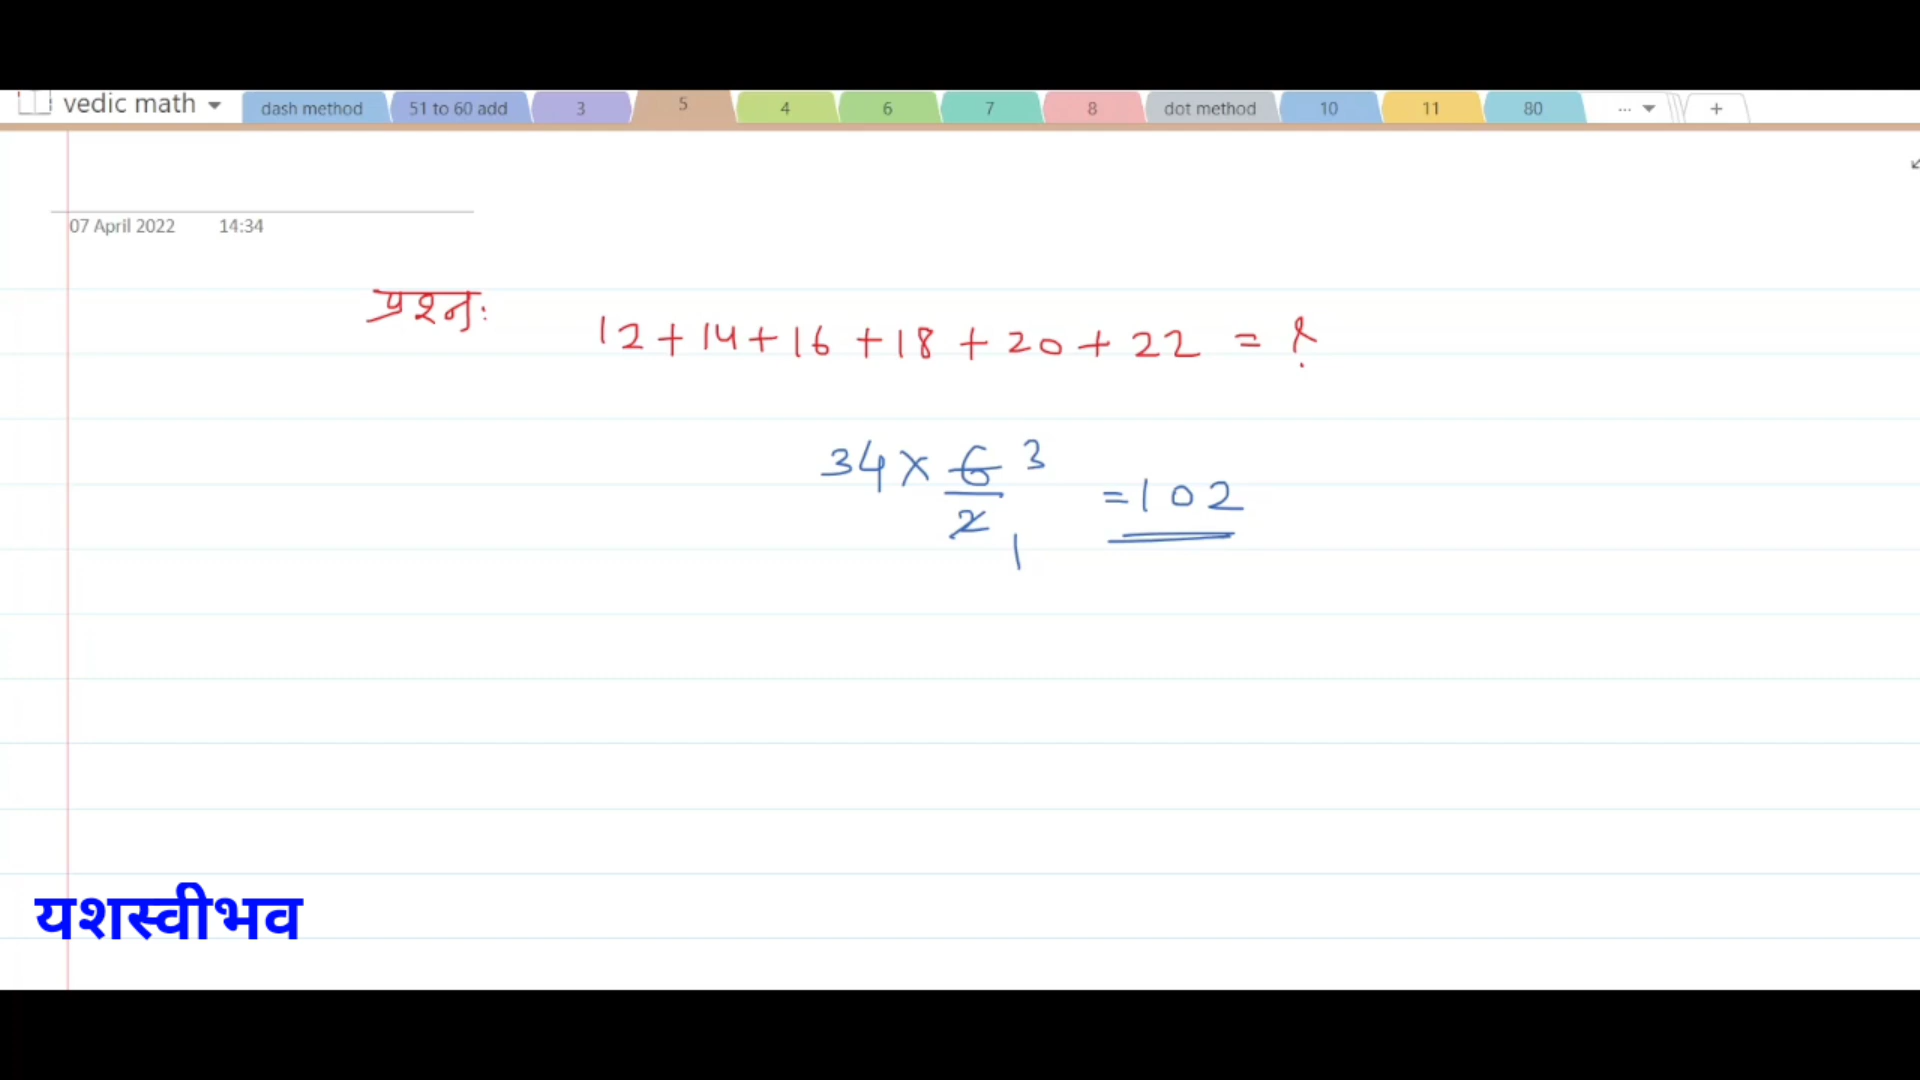 vedic math dash method 51 to 60 add 3 5 4 6 7 8 dot method 10 11 80 ... +
07 April 2022 14:34
प्रश्न:
12 + 14 + 16 + 18 + 20 + 22 = ?
34 × 6/2 3 1 = 102
यशस्वीभव